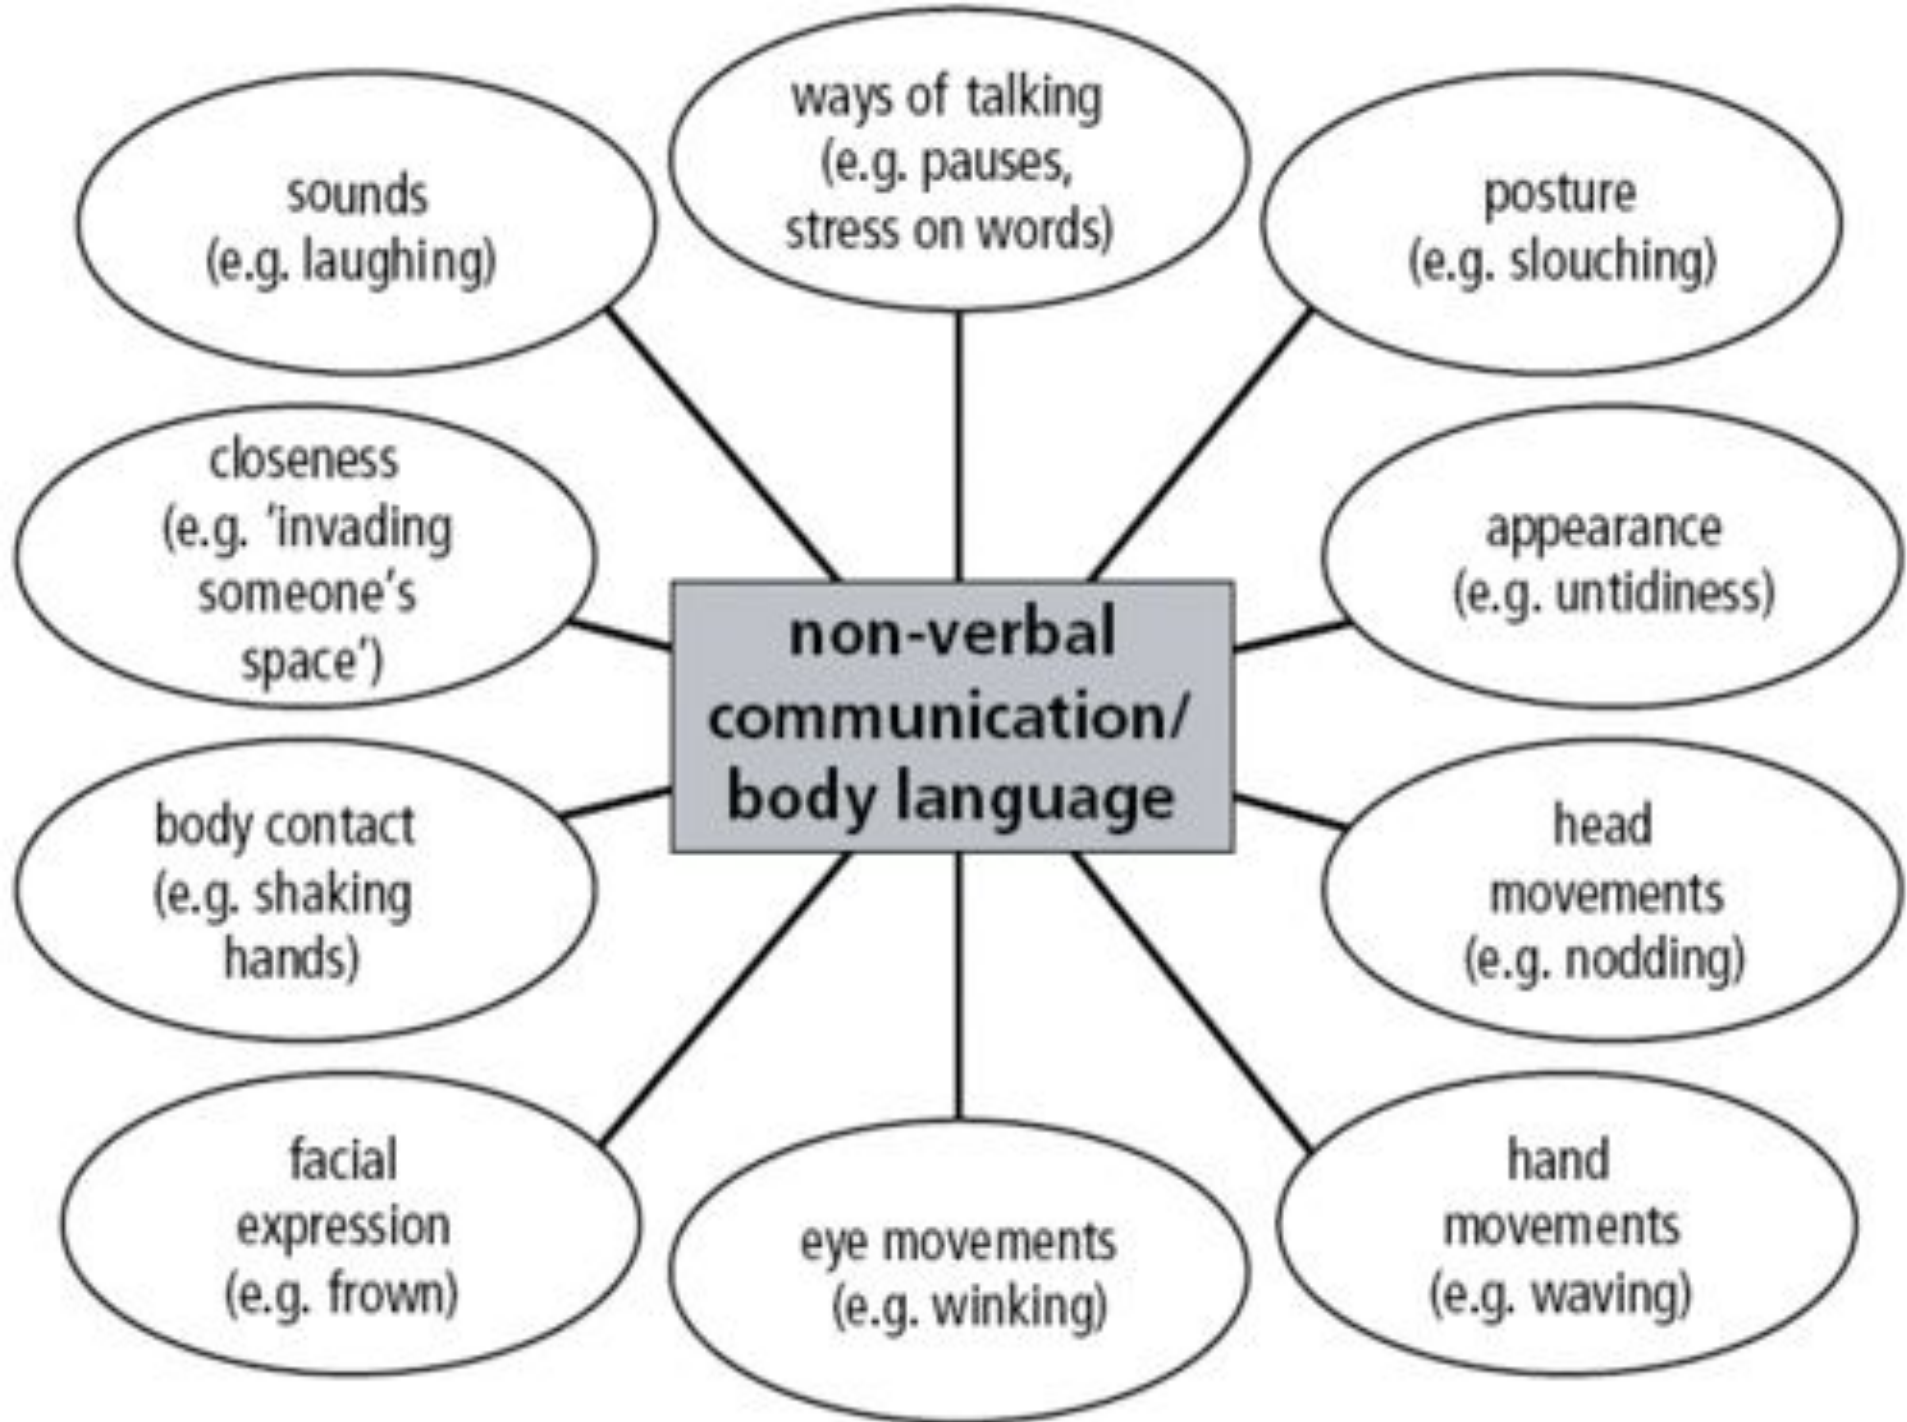 ways of talking
(e.g. pauses,
stress on words)
sounds
(e.g. laughing)
posture
(e.g. slouching)
closeness
(e.g. 'invading
someone's
space')
appearance
(e.g. untidiness)
non-verbal
communication/
body language
body contact
(e.g. shaking
hands)
head
movements
(e.g. nodding)
facial
expression
(e.g. frown)
eye movements
(e.g. winking)
hand
movements
(e.g. waving)